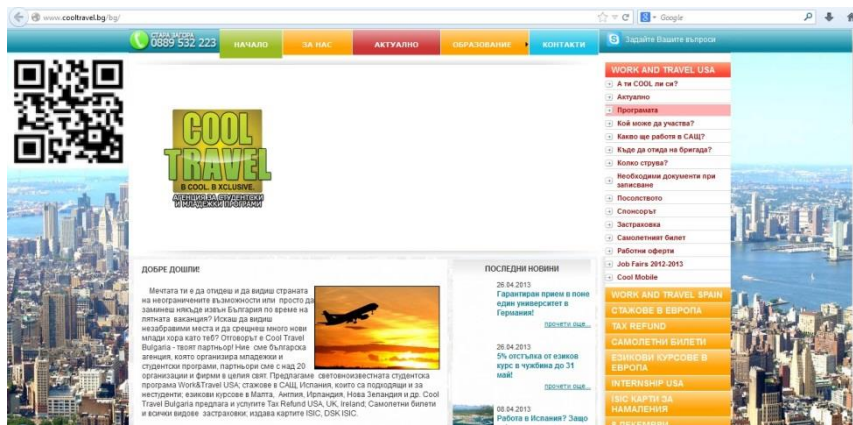 www.cooltravel.bg/bg/
Google
СТАРА ЗАГОРА
0889 532 223
НАЧАЛО
ЗА НАС
АКТУАЛНО
ОБРАЗОВАНИЕ
КОНТАКТИ
Задайте Вашите въпроси
COOL
TRAVEL
B COOL. B XCLUSIVE.
АГЕНЦИЯ ЗА СТУДЕНТСКИ
И МЛАДЕЖКИ ПРОГРАМИ
ДОБРЕ ДОШЛИ!
Мечтата ти е да отидеш и да видиш страната
на неограничените възможности или просто да
заминеш някъде извън България по време на
лятната ваканция? Искаш да видиш
незабравими места и да срещнеш много нови
млади хора като теб? Отговорът е Cool Travel
Bulgaria - твоят партньор! Ние сме българска
агенция, която организира младежки и
студентски програми, партньори сме с над 20
организации и фирми в целия свят. Предлагаме световноизвестната студентска
програма Work&Travel USA; стажове в САЩ, Испания, които са подходящи и за
нестуденти; езикови курсове в Малта, Англия, Ирландия, Нова Зеландия и др. Cool
Travel Bulgaria предлага и услугите Tax Refund USA, UK, Ireland; Самолетни билети
и всички видове застраховки; издава картите ISIC, DSK ISIC.
ПОСЛЕДНИ НОВИНИ
26.04.2013
Гарантиран прием в поне
един университет в
Германия!
прочети още...
26.04.2013
5% отстъпка от езиков
курс в чужбина до 31
май!
прочети още...
08.04.2013
Работа в Испания? Защо
WORK AND TRAVEL USA
А ти COOL ли си?
Актуално
Програмата
Кой може да участва?
Какво ще работя в САЩ?
Къде да отида на бригада?
Колко струва?
Необходими документи при
записване
Посолството
Спонсорът
Застраховка
Самолетният билет
Работни оферти
Job Fairs 2012-2013
Cool Mobile
WORK AND TRAVEL SPAIN
СТАЖОВЕ В ЕВРОПА
TAX REFUND
САМОЛЕТНИ БИЛЕТИ
ЕЗИКОВИ КУРСОВЕ В
ЕВРОПА
INTERNSHIP USA
ISIC КАРТИ ЗА
НАМАЛЕНИЯ
8 ДЕКЕМВРИ